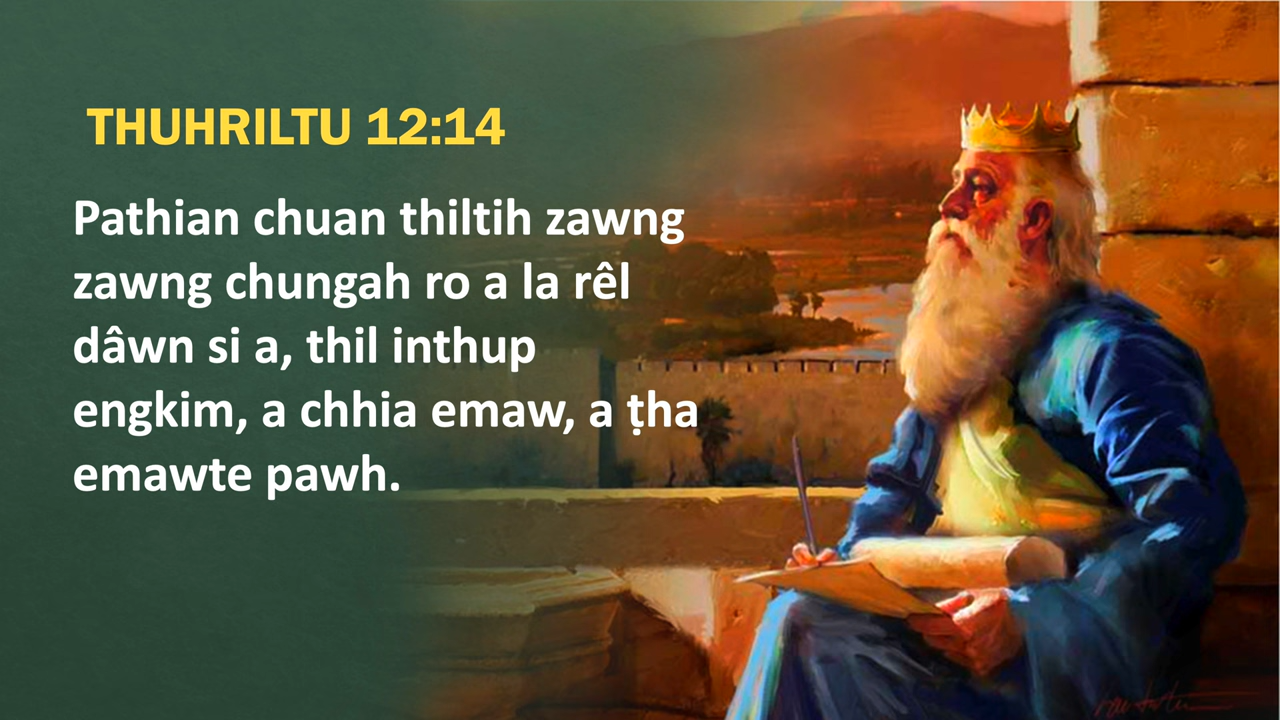 THUHRILTU 12:14
Pathian chuan thiltih zawng
zawng chungah ro a la rêl
dâwn si a, thil inthup
engkim, a chhia emaw, a ṭha
emawte pawh.